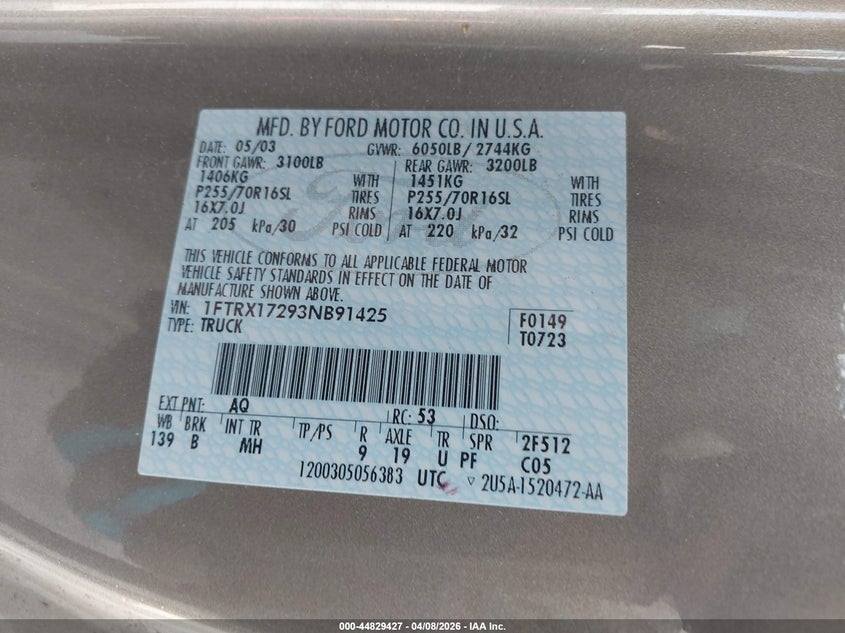 MFD. BY FORD MOTOR CO. IN U.S.A.
DATE: 05/03 GVWR: 6050LB/ 2744KG
FRONT GAWR: 3100LB REAR GAWR: 3200LB
1406KG WITH 1451KG WITH
P255/70R16SL TIRES P255/70R16SL TIRES
16X7.0J RIMS 16X7.0J RIMS
AT 205 kPa/30 PSI COLD AT 220 kPa/32 PSI COLD
THIS VEHICLE CONFORMS TO ALL APPLICABLE FEDERAL MOTOR
VEHICLE SAFETY STANDARDS IN EFFECT ON THE DATE OF
MANUFACTURE SHOWN ABOVE.
VIN: 1FTRX17293NB91425 F0149
TYPE: TRUCK T0723
EXT PNT: AQ RC: 53 DSO:
WB BRK INT TR TP/PS R AXLE TR SPR 2F512
139 B MH 9 19 U PF C05
1200305056383 UTC ▽ 2U5A-1520472-AA
Ford
000-44829427 - 04/08/2026 - IAA Inc.